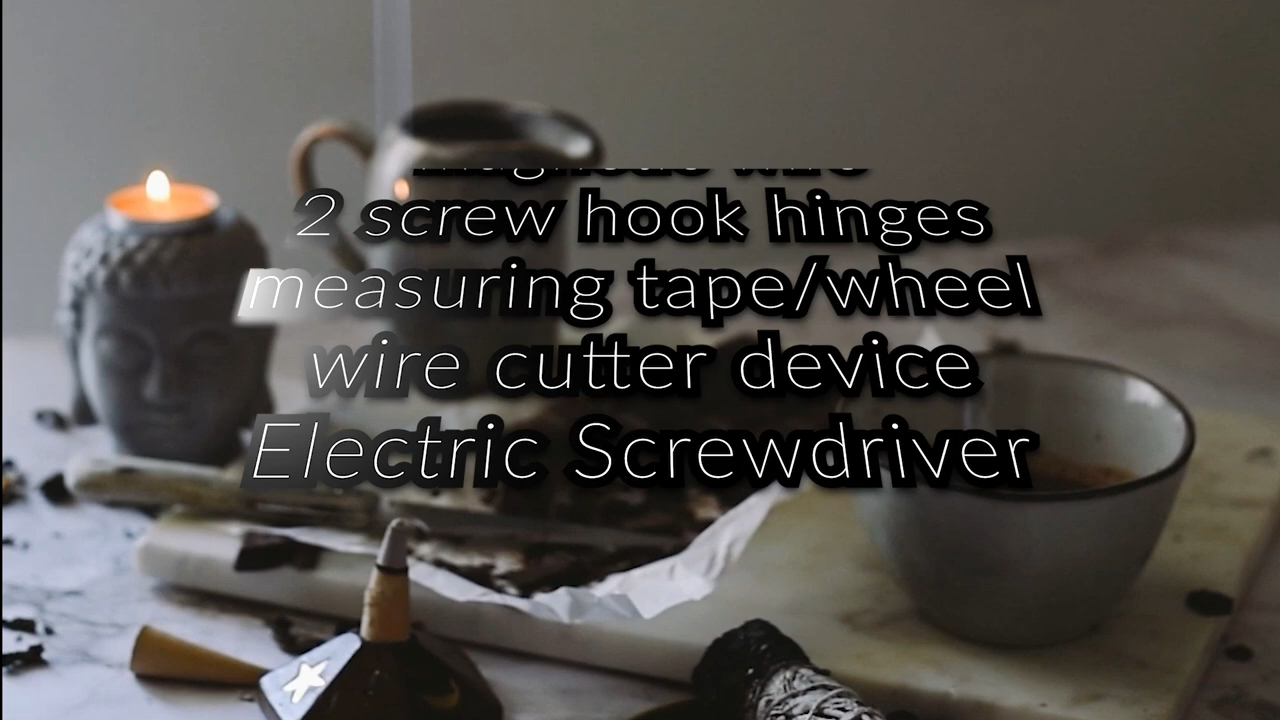 2 screw hook hinges
measuring tape/wheel
wire cutter device
Electric Screwdriver